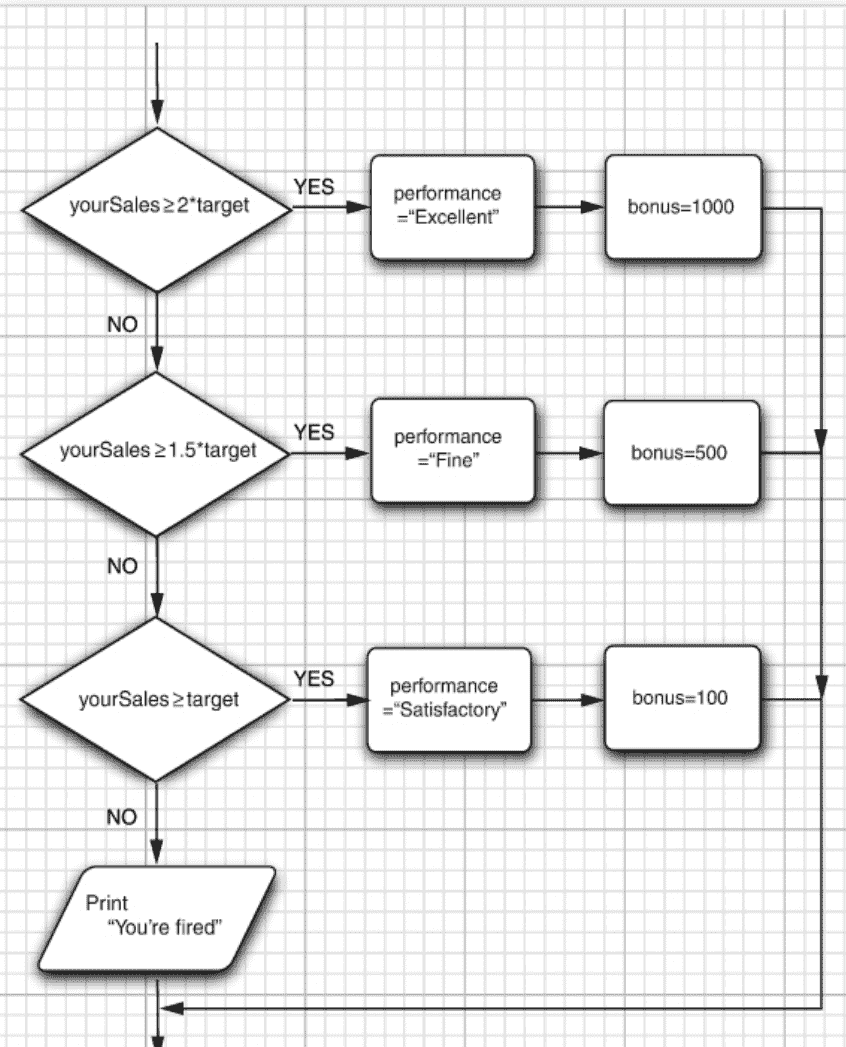 yourSales≥2*target
YES
performance
=“Excellent”
bonus=1000
NO
yourSales≥1.5*target
YES
performance
=“Fine”
bonus=500
NO
yourSales≥target
YES
performance
=“Satisfactory”
bonus=100
NO
Print
“You’re fired”